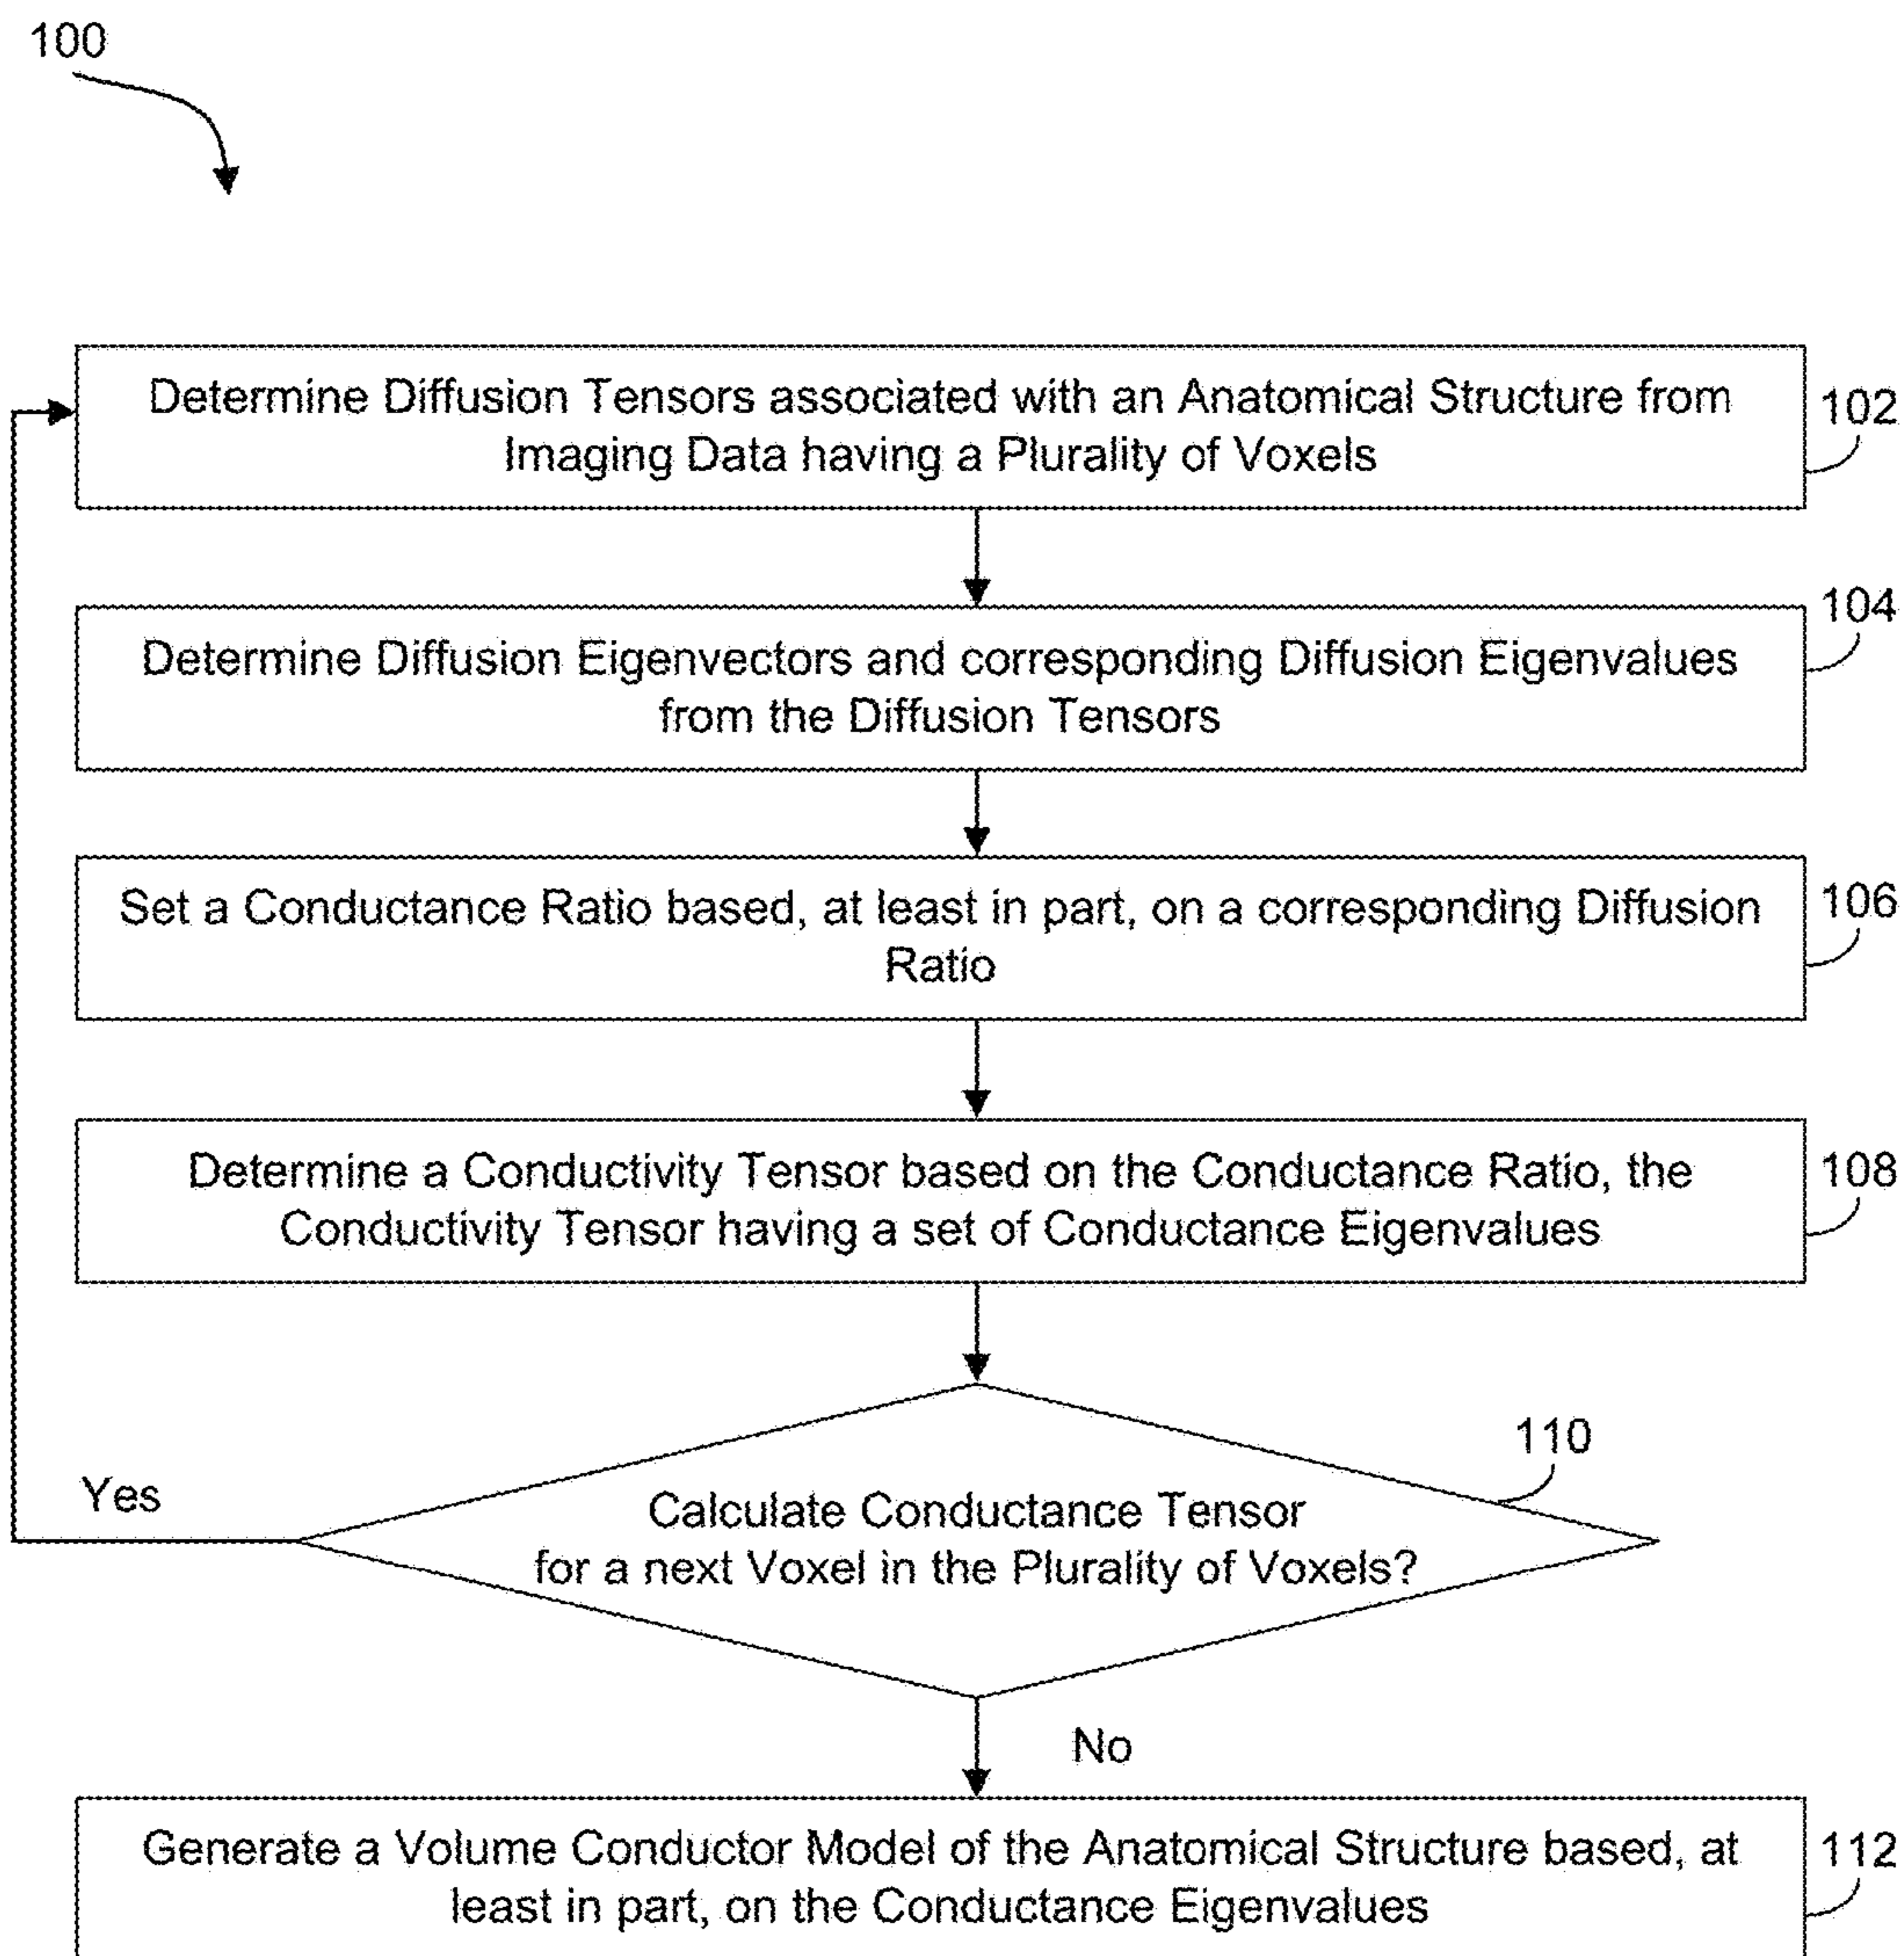 100
Determine Diffusion Tensors associated with an Anatomical Structure from
Imaging Data having a Plurality of Voxels
102
Determine Diffusion Eigenvectors and corresponding Diffusion Eigenvalues
from the Diffusion Tensors
104
Set a Conductance Ratio based, at least in part, on a corresponding Diffusion
Ratio
106
Determine a Conductivity Tensor based on the Conductance Ratio, the
Conductivity Tensor having a set of Conductance Eigenvalues
108
110
Yes
Calculate Conductance Tensor
for a next Voxel in the Plurality of Voxels?
No
Generate a Volume Conductor Model of the Anatomical Structure based, at
least in part, on the Conductance Eigenvalues
112